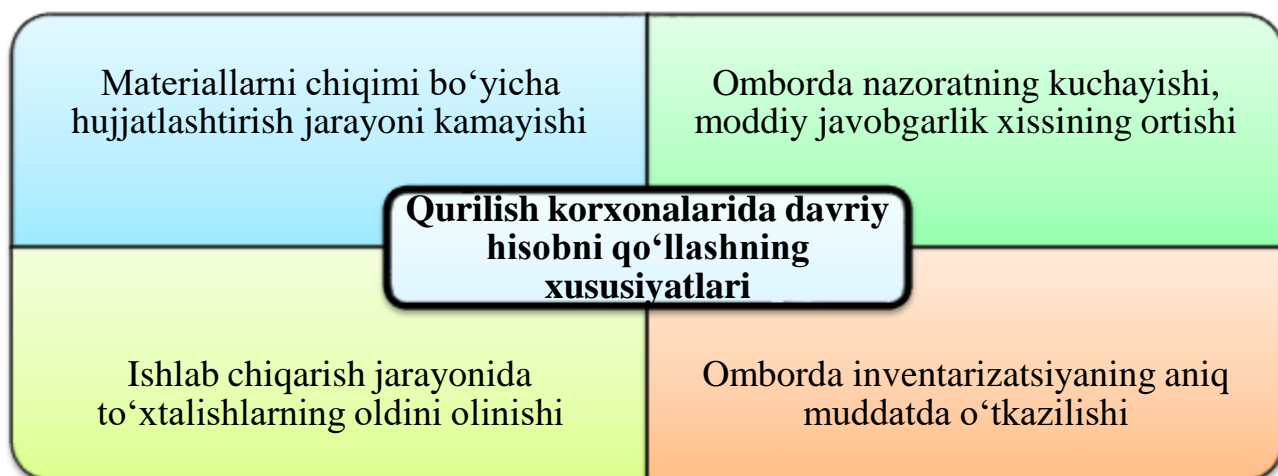 Materiallarni chiqimi bo‘yicha
hujjatlashtirish jarayoni kamayishi
Omborda nazoratning kuchayishi,
moddiy javobgarlik xissining ortishi
Qurilish korxonalarida davriy
hisobni qo‘llashning
xususiyatlari
Ishlab chiqarish jarayonida
to‘xtalishlarning oldini olinishi
Omborda inventarizatsiyaning aniq
muddatda o‘tkazilishi